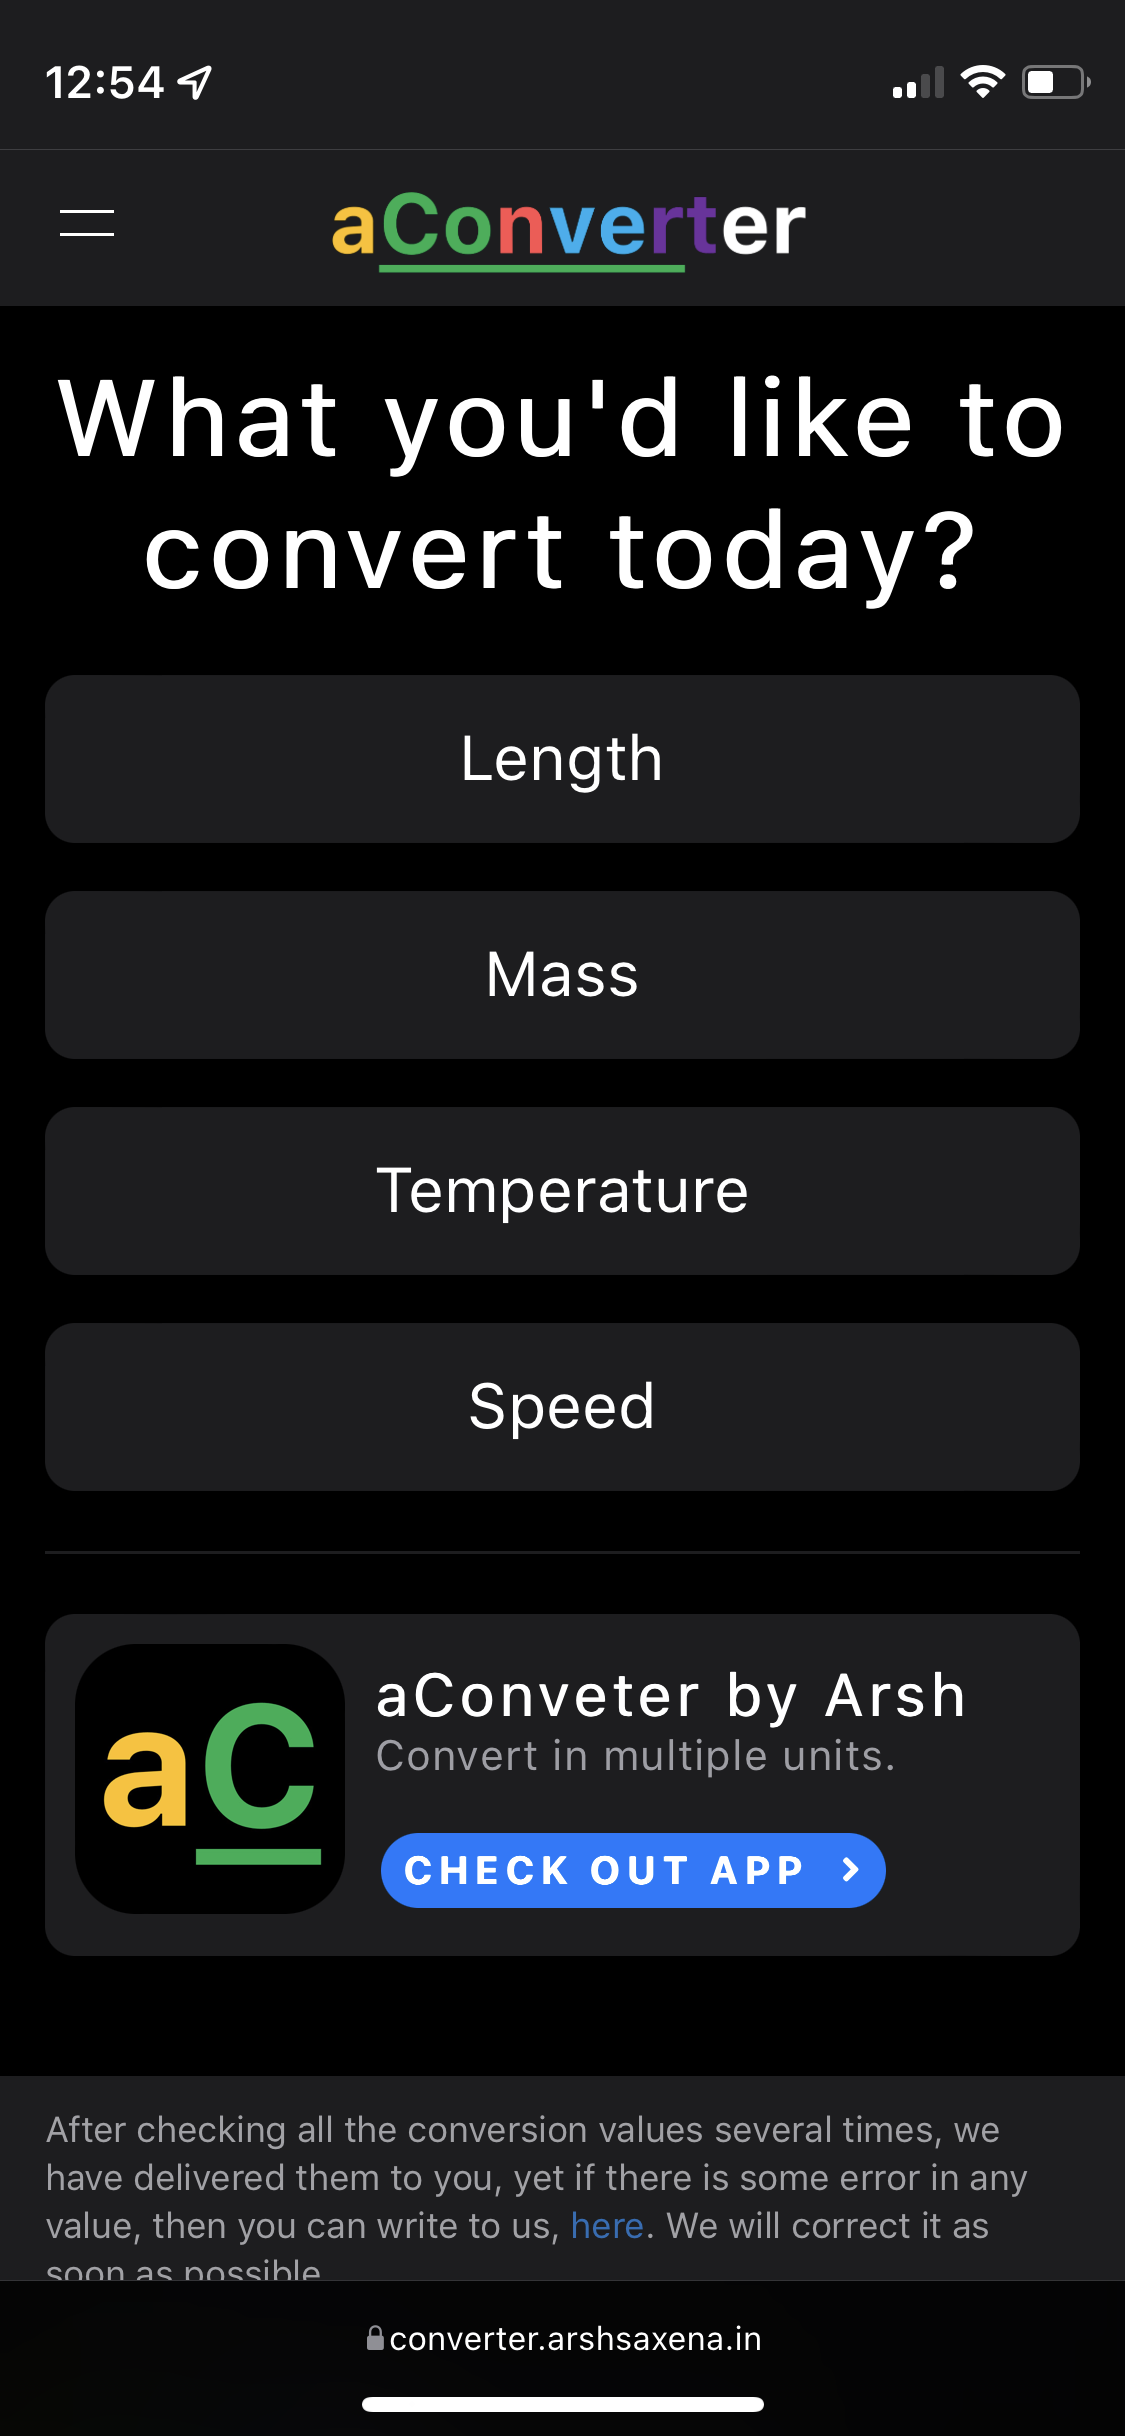 12:54
aConverter
What you'd like to
convert today?
Length
Mass
Temperature
Speed
aC
aConveter by Arsh
Convert in multiple units.
CHECK OUT APP
After checking all the conversion values several times, we
have delivered them to you, yet if there is some error in any
value, then you can write to us, here. We will correct it as
soon as possible
converter.arshsaxena.in